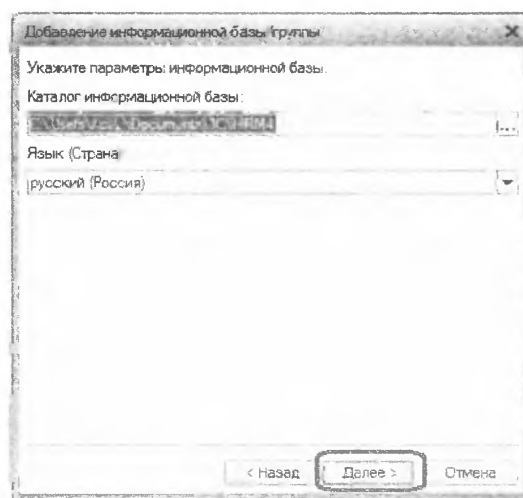 Добавление информационной базы/группы
Укажите параметры информационной базы:
Каталог информационной базы:
...
Язык (Страна
русский (Россия)
< Назад
Далее >
Отмена